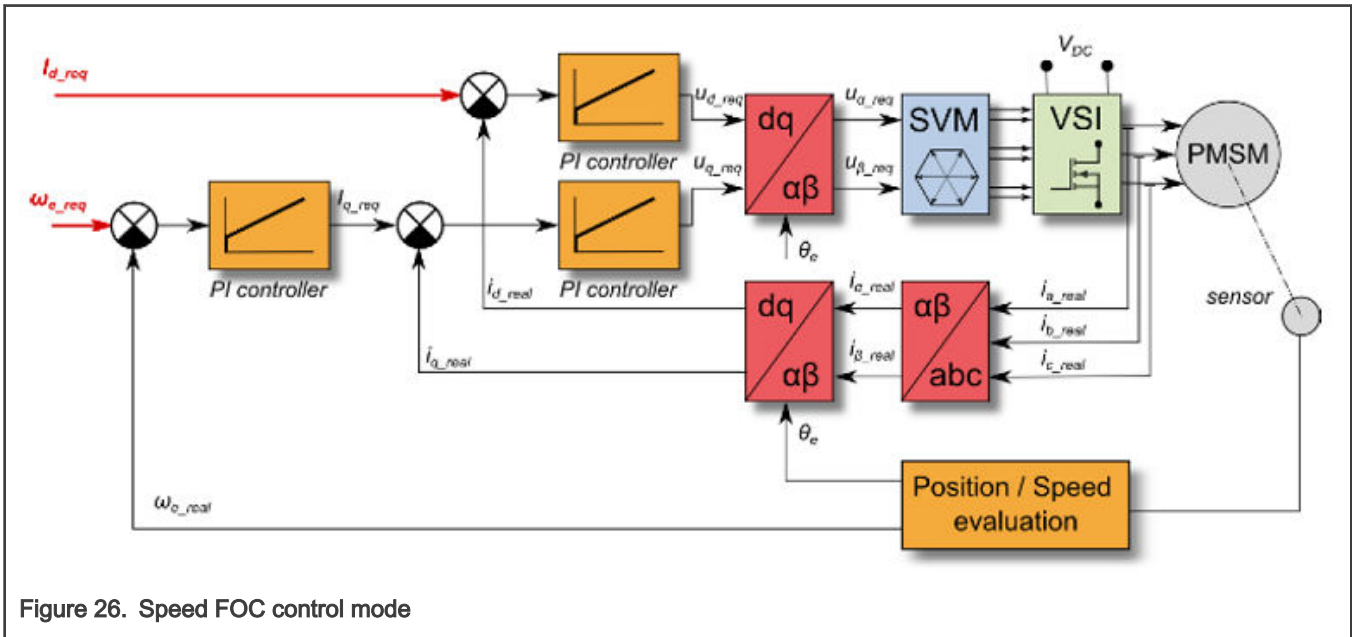 V_DC
I_d_req
u_d_req
u_α_req
dq
αβ
SVM
VSI
PMSM
PI controller
u_q_req
u_β_req
ω_e_req
I_q_req
θ_e
PI controller
i_d_real
PI controller
i_α_real
i_a_real
sensor
dq
αβ
αβ
abc
i_b_real
i_q_real
i_β_real
i_c_real
θ_e
ω_e_real
Position / Speed
evaluation
Figure 26. Speed FOC control mode